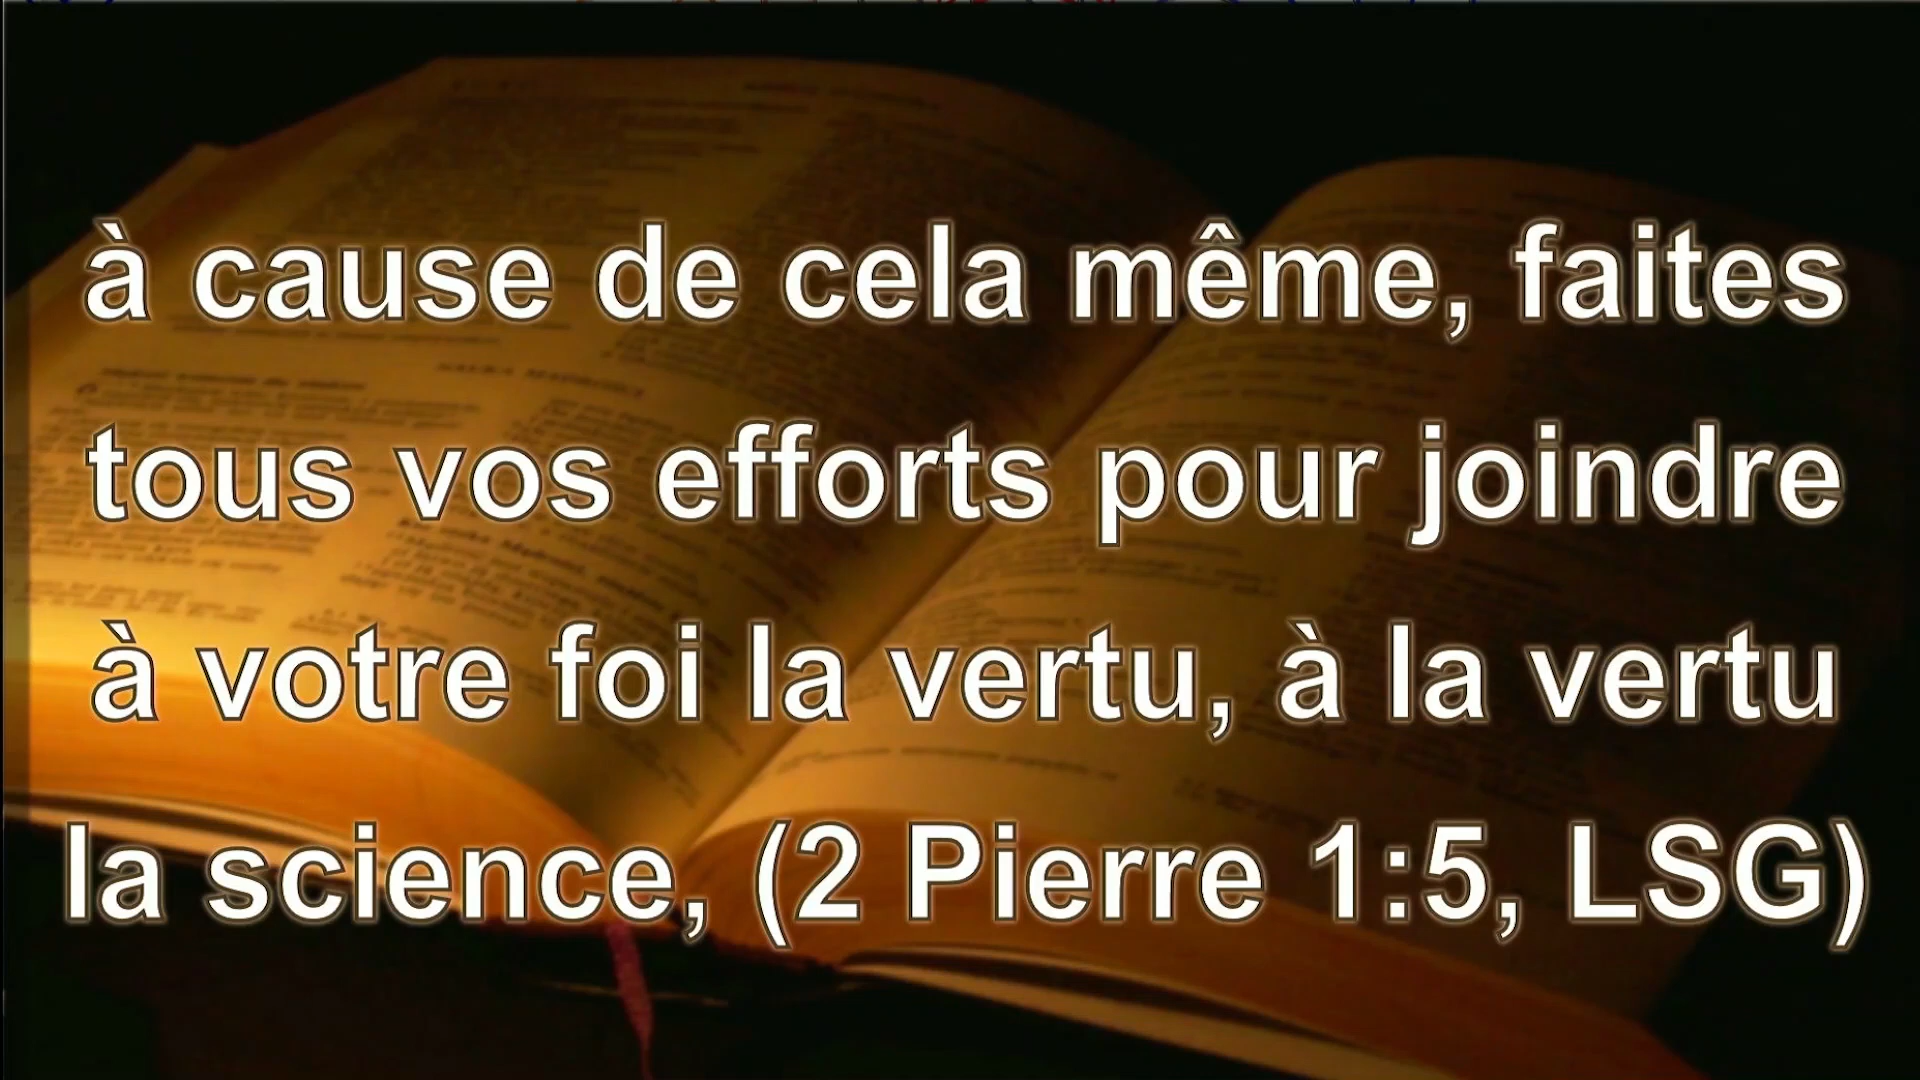 à cause de cela même, faites
tous vos efforts pour joindre
à votre foi la vertu, à la vertu
la science, (2 Pierre 1:5, LSG)